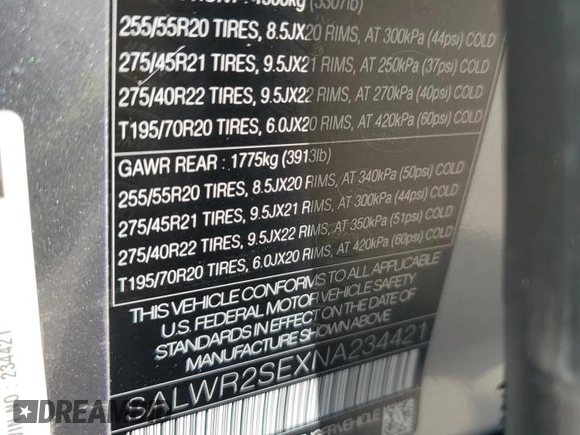 (3307lb)
255/55R20 TIRES, 8.5JX20 RIMS, AT 300kPa (44psi) COLD
275/45R21 TIRES, 9.5JX21 RIMS, AT 250kPa (37psi) COLD
275/40R22 TIRES, 9.5JX22 RIMS, AT 270kPa (40psi) COLD
T195/70R20 TIRES, 6.0JX20 RIMS, AT 420kPa (60psi) COLD
GAWR REAR : 1775kg (3913lb)
255/55R20 TIRES, 8.5JX20 RIMS, AT 340kPa (50psi) COLD
275/45R21 TIRES, 9.5JX21 RIMS, AT 300kPa (44psi) COLD
275/40R22 TIRES, 9.5JX22 RIMS, AT 350kPa (51psi) COLD
T195/70R20 TIRES, 6.0JX20 RIMS, AT 420kPa (60psi) COLD
THIS VEHICLE CONFORMS TO ALL APPLICABLE
U.S. FEDERAL MOTOR VEHICLE SAFETY
STANDARDS IN EFFECT ON THE DATE OF
MANUFACTURE SHOWN ABOVE
SALWR2SEXNA234421
VIN NO : 234421
DREAM2DRIVE